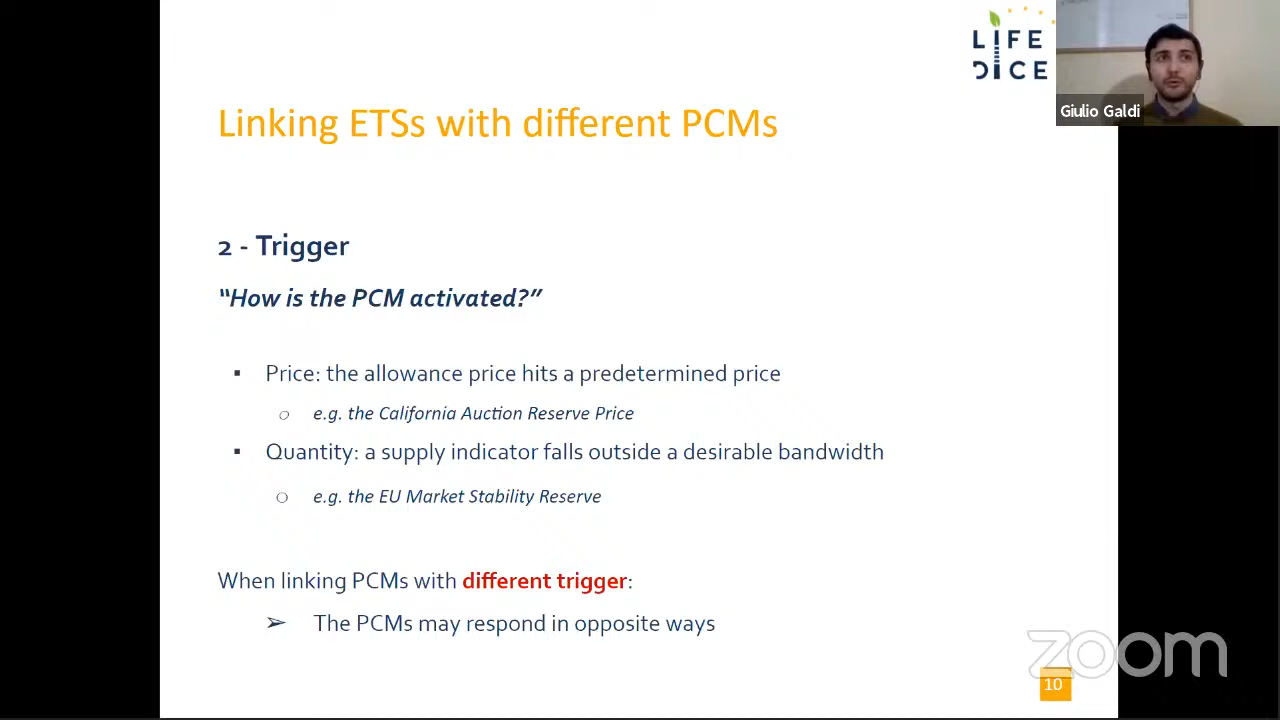 LIFE
DICE
Giulio Galdi
Linking ETSs with different PCMs
2 - Trigger
“How is the PCM activated?”
▪ Price: the allowance price hits a predetermined price
○ e.g. the California Auction Reserve Price
▪ Quantity: a supply indicator falls outside a desirable bandwidth
○ e.g. the EU Market Stability Reserve
When linking PCMs with different trigger:
➢ The PCMs may respond in opposite ways
zoom
10